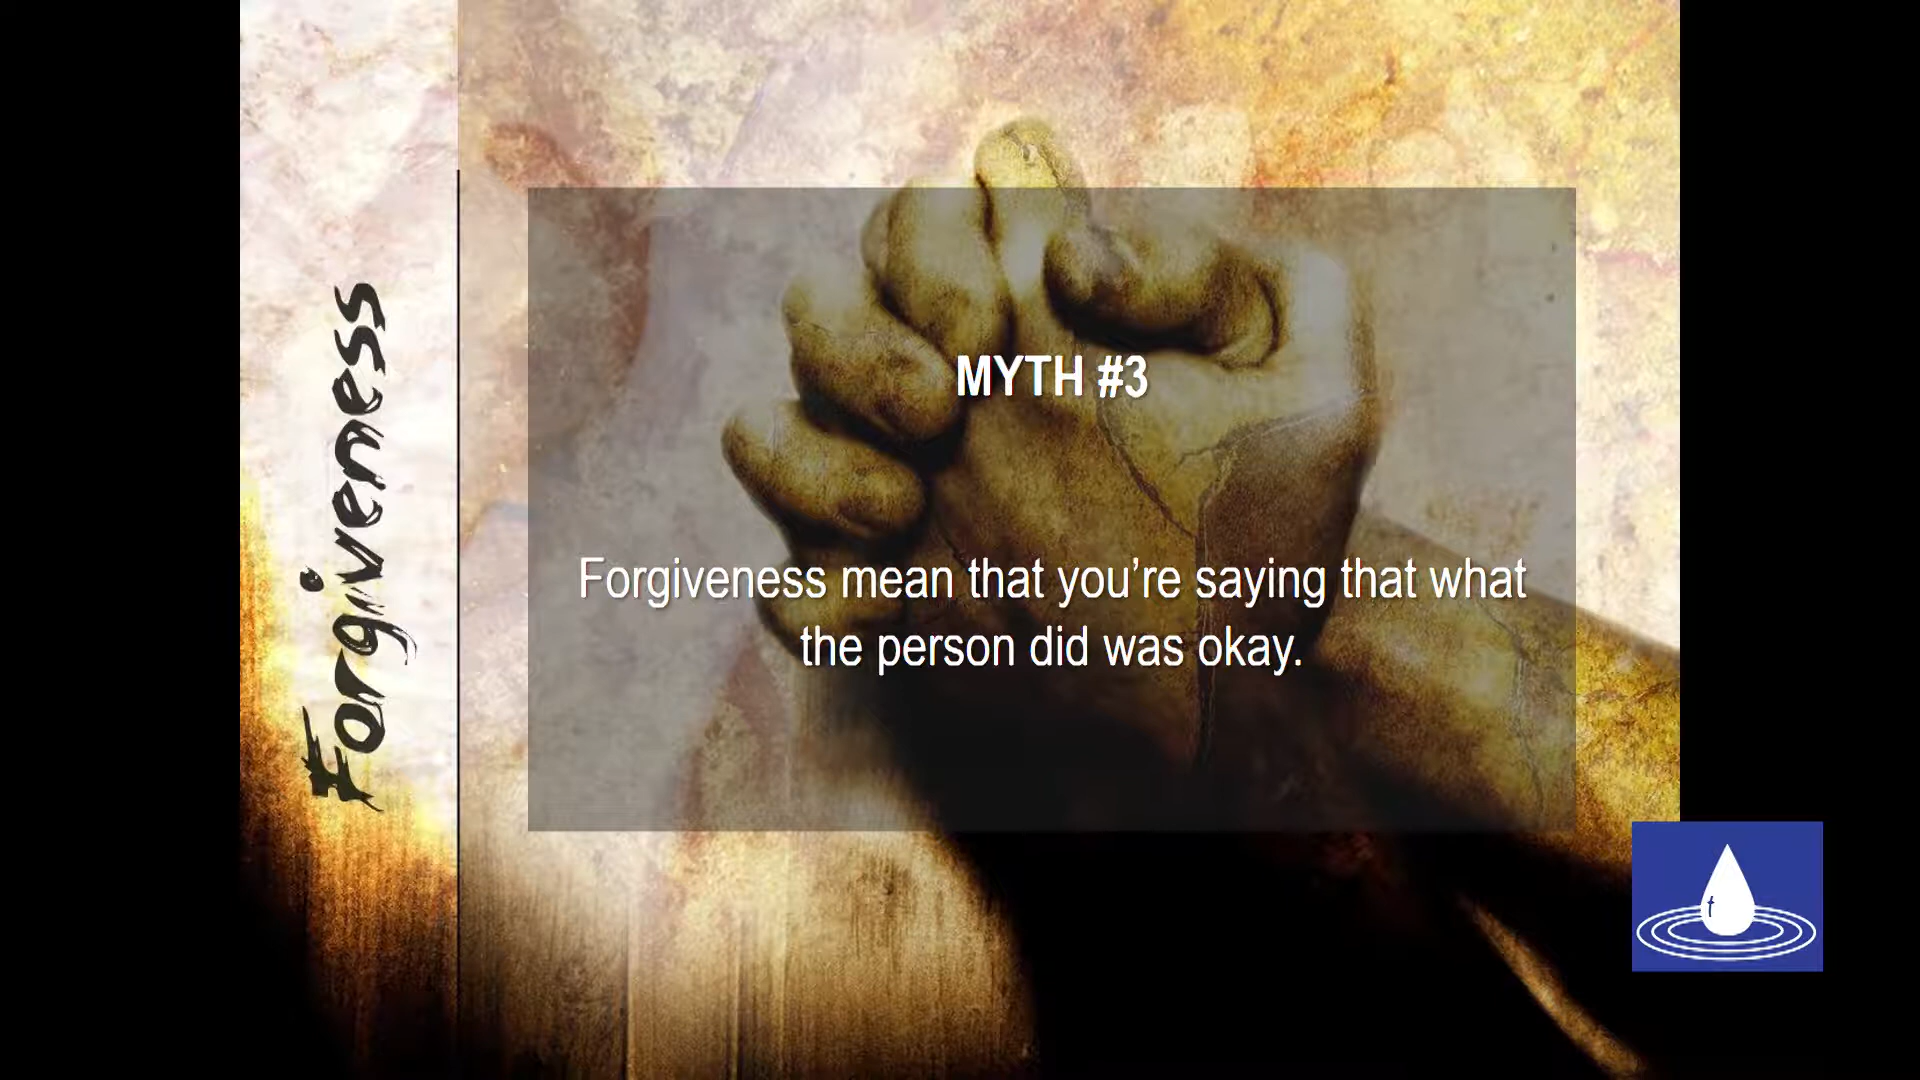 Forgiveness
MYTH #3
Forgiveness mean that you’re saying that what
the person did was okay.
t